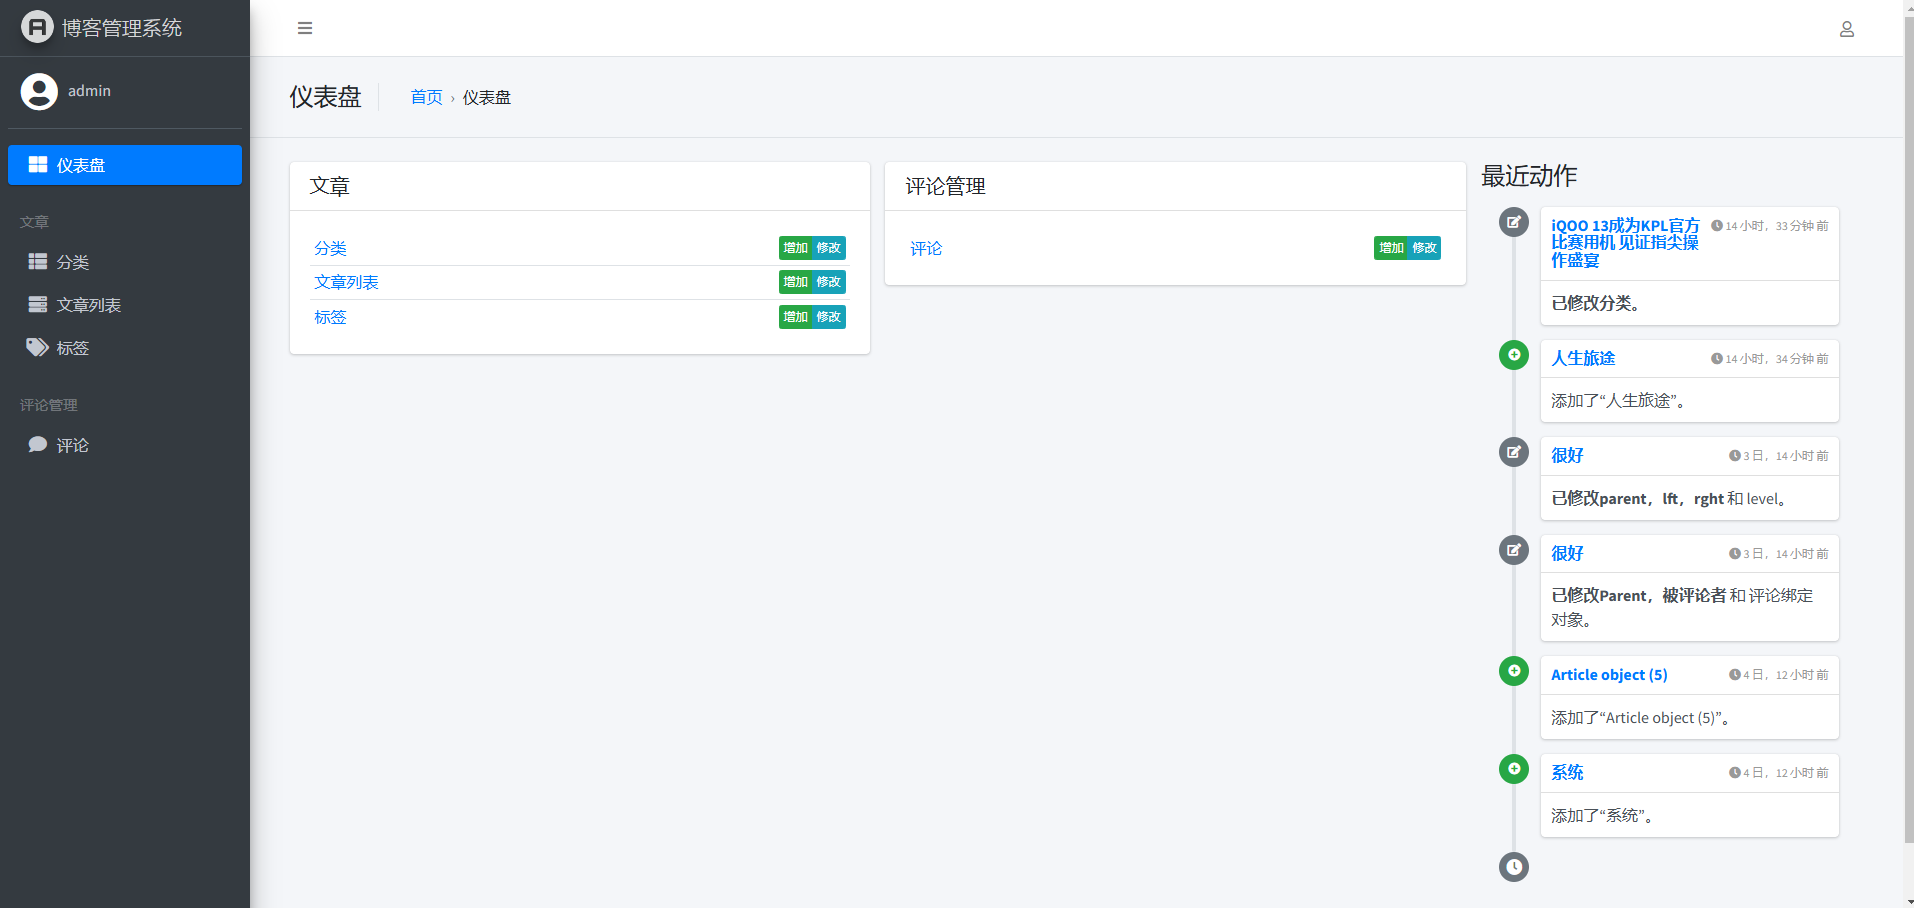 博客管理系统
admin
仪表盘
文章
分类
文章列表
标签
评论管理
评论
仪表盘
首页 › 仪表盘
文章
分类 增加 修改
文章列表 增加 修改
标签 增加 修改
评论管理
评论 增加 修改
最近动作
iQOO 13成为KPL官方
比赛用机 见证指尖操
作盛宴
14 小时，33 分钟 前
已修改分类。
人生旅途 14 小时，34 分钟 前
添加了“人生旅途”。
很好 3 日，14 小时 前
已修改parent，lft，rght 和 level。
很好 3 日，14 小时 前
已修改Parent，被评论者 和 评论绑定
对象。
Article object (5) 4 日，12 小时 前
添加了“Article object (5)”。
系统 4 日，12 小时 前
添加了“系统”。